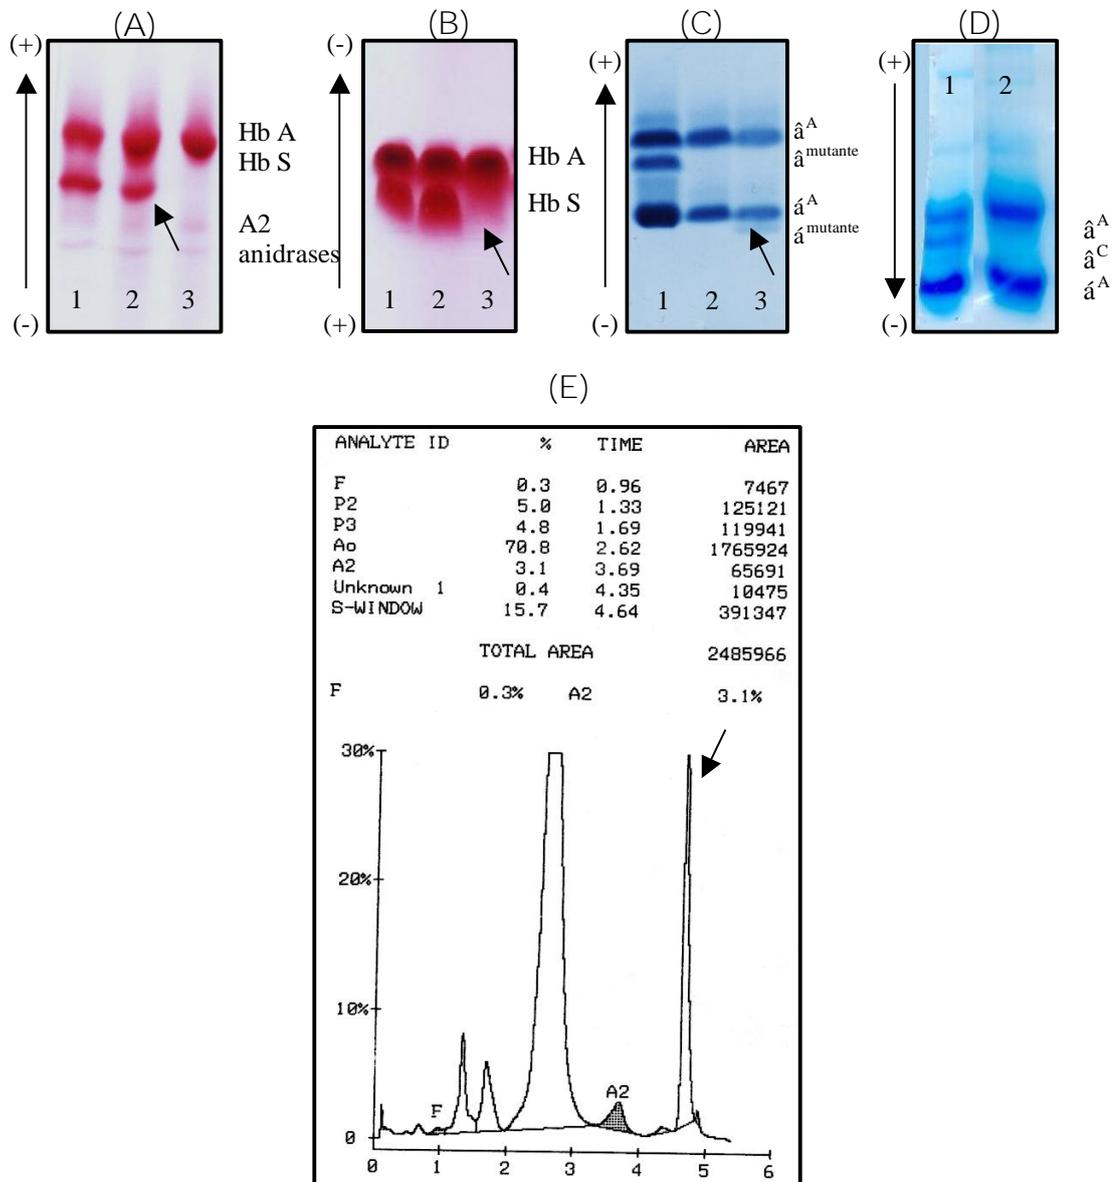 (A)
(+)
Hb A
Hb S
A2
anidrases
1 2 3
(-)
(B)
(-)
Hb A
Hb S
1 2 3
(+)
(C)
(+)
â^A
â^mutante
á^A
á^mutante
1 2 3
(-)
(D)
(+)
1 2
â^A
â^C
á^A
(-)
(E)
ANALYTE ID % TIME AREA
F 0.3 0.96 7467
P2 5.0 1.33 125121
P3 4.8 1.69 119941
Ao 70.8 2.62 1765924
A2 3.1 3.69 65691
Unknown 1 0.4 4.35 10475
S-WINDOW 15.7 4.64 391347
TOTAL AREA 2485966
F 0.3% A2 3.1%
30%
20%
10%
A2
F
0
0 1 2 3 4 5 6